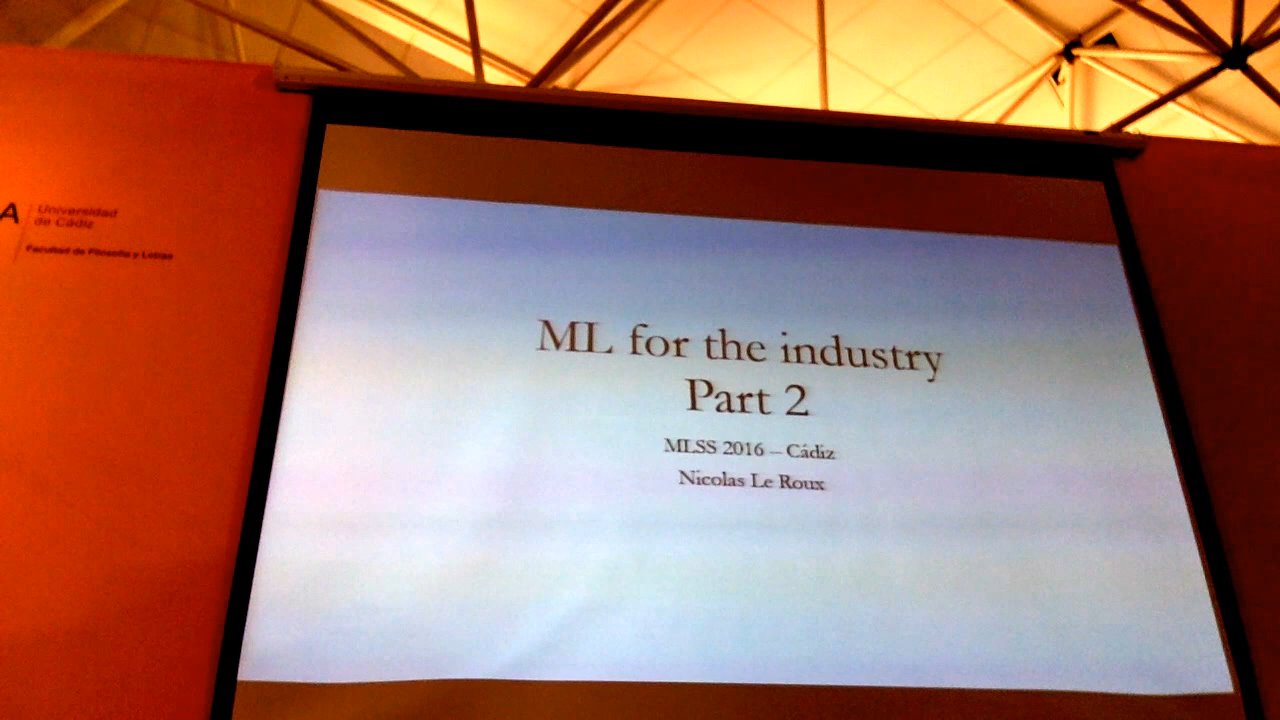 A
Universidad
de Cádiz
Facultad de Filosofía y Letras
ML for the industry
Part 2
MLSS 2016 – Cádiz
Nicolas Le Roux